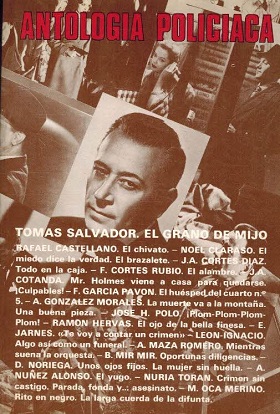 ANTOLOGIA POLICIACA
TOMAS SALVADOR. EL GRANO DE MIJO
RAFAEL CASTELLANO. El chivato. – NOEL CLARASO. El
miedo dice la verdad. El brazalete. – J.A. CORTES-DIAZ.
Todo en la caja. – F. CORTES RUBIO. El alambre. – J.A.
COTANDA. Mr. Holmes viene a casa para quedarse.
¡Culpables! – F. GARCIA PAVON. El huésped del cuarto n.º
5. – A. GONZALEZ MORALES. La muerte va a la montaña.
Una buena pieza. – JOSE H. POLO. ¡Plom-Plom-Plom-
Plom! – RAMON HERVAS. El ojo de la bella finesa. – E.
JARNES. «Te voy a contar un crimen» – LEON-IGNACIO.
Algo así como un funeral. – A. MAZA ROMERO. Mientras
suena la orquesta. – B. MIR MIR. Oportunas diligencias. –
D. NORIEGA. Unos ojos fijos. La mujer sin huella. – A.
NUÑEZ ALONSO. El yugo. – NURIA TORAN. Crimen sin
castigo. Parada, fonda y... asesinato. – M. OCA MERINO.
Rito en negro. La larga cuerda de la difunta.